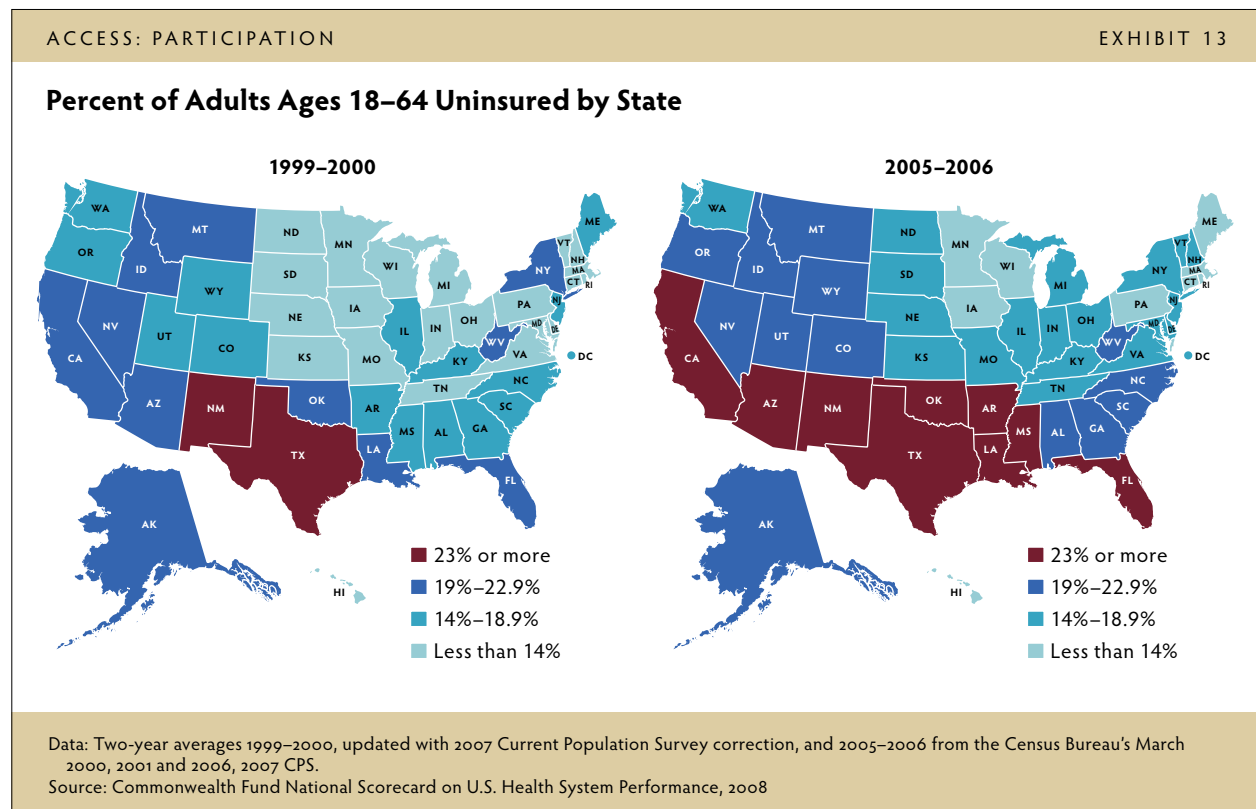 ACCESS: PARTICIPATION
EXHIBIT 13
Percent of Adults Ages 18–64 Uninsured by State
1999–2000
WA
OR
CA
NV
ID
MT
WY
UT
CO
AZ
NM
ND
SD
NE
KS
OK
TX
MN
IA
MO
AR
LA
WI
IL
MI
IN
OH
KY
TN
MS
AL
GA
FL
SC
NC
VA
WV
PA
NY
VT
NH
ME
MA
CT
RI
NJ
DE
MD
DC
AK
HI
23% or more
19%–22.9%
14%–18.9%
Less than 14%
2005–2006
WA
OR
CA
NV
ID
MT
WY
UT
CO
AZ
NM
ND
SD
NE
KS
OK
TX
MN
IA
MO
AR
LA
WI
IL
MI
IN
OH
KY
TN
MS
AL
GA
FL
SC
NC
VA
WV
PA
NY
VT
NH
ME
MA
CT
RI
NJ
DE
MD
DC
AK
HI
23% or more
19%–22.9%
14%–18.9%
Less than 14%
Data: Two-year averages 1999–2000, updated with 2007 Current Population Survey correction, and 2005–2006 from the Census Bureau's March
2000, 2001 and 2006, 2007 CPS.
Source: Commonwealth Fund National Scorecard on U.S. Health System Performance, 2008